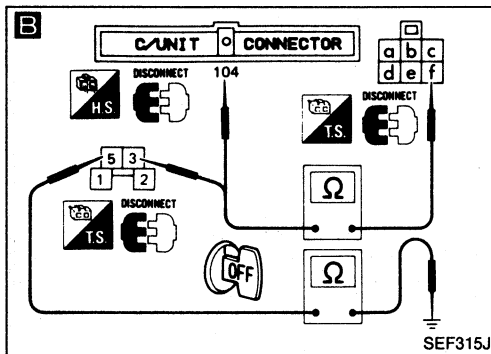 B
C/UNIT CONNECTOR
104
H.S.
DISCONNECT
a b c
d e f
T.S.
DISCONNECT
5 3
1 2
T.S.
DISCONNECT
Ω
Ω
OFF
SEF315J